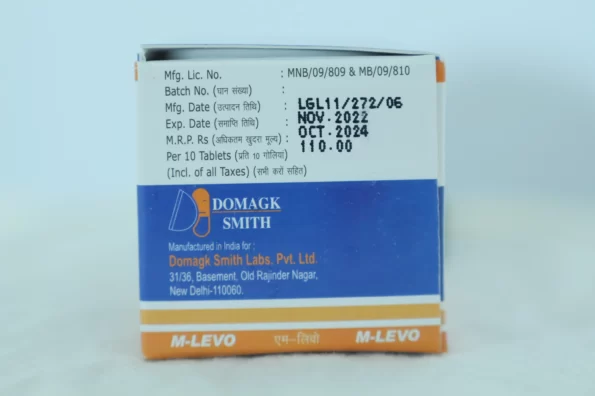 Mfg. Lic. No. : MNB/09/809 & MB/09/810
Batch No. (घान संख्या) :
Mfg. Date (उत्पादन तिथि) : LGL11/272/06
Exp. Date (समाप्ति तिथि) : NOV.2022
M.R.P. Rs (अधिकतम खुदरा मूल्य) : OCT.2024
Per 10 Tablets (प्रति 10 गोलियां) 110.00
(Incl. of all Taxes) (सभी करों सहित)
DOMAGK
SMITH
Manufactured in India for :
Domagk Smith Labs. Pvt. Ltd.
31/36, Basement, Old Rajinder Nagar,
New Delhi-110060.
M-LEVO एम-लिवो M-LEVO